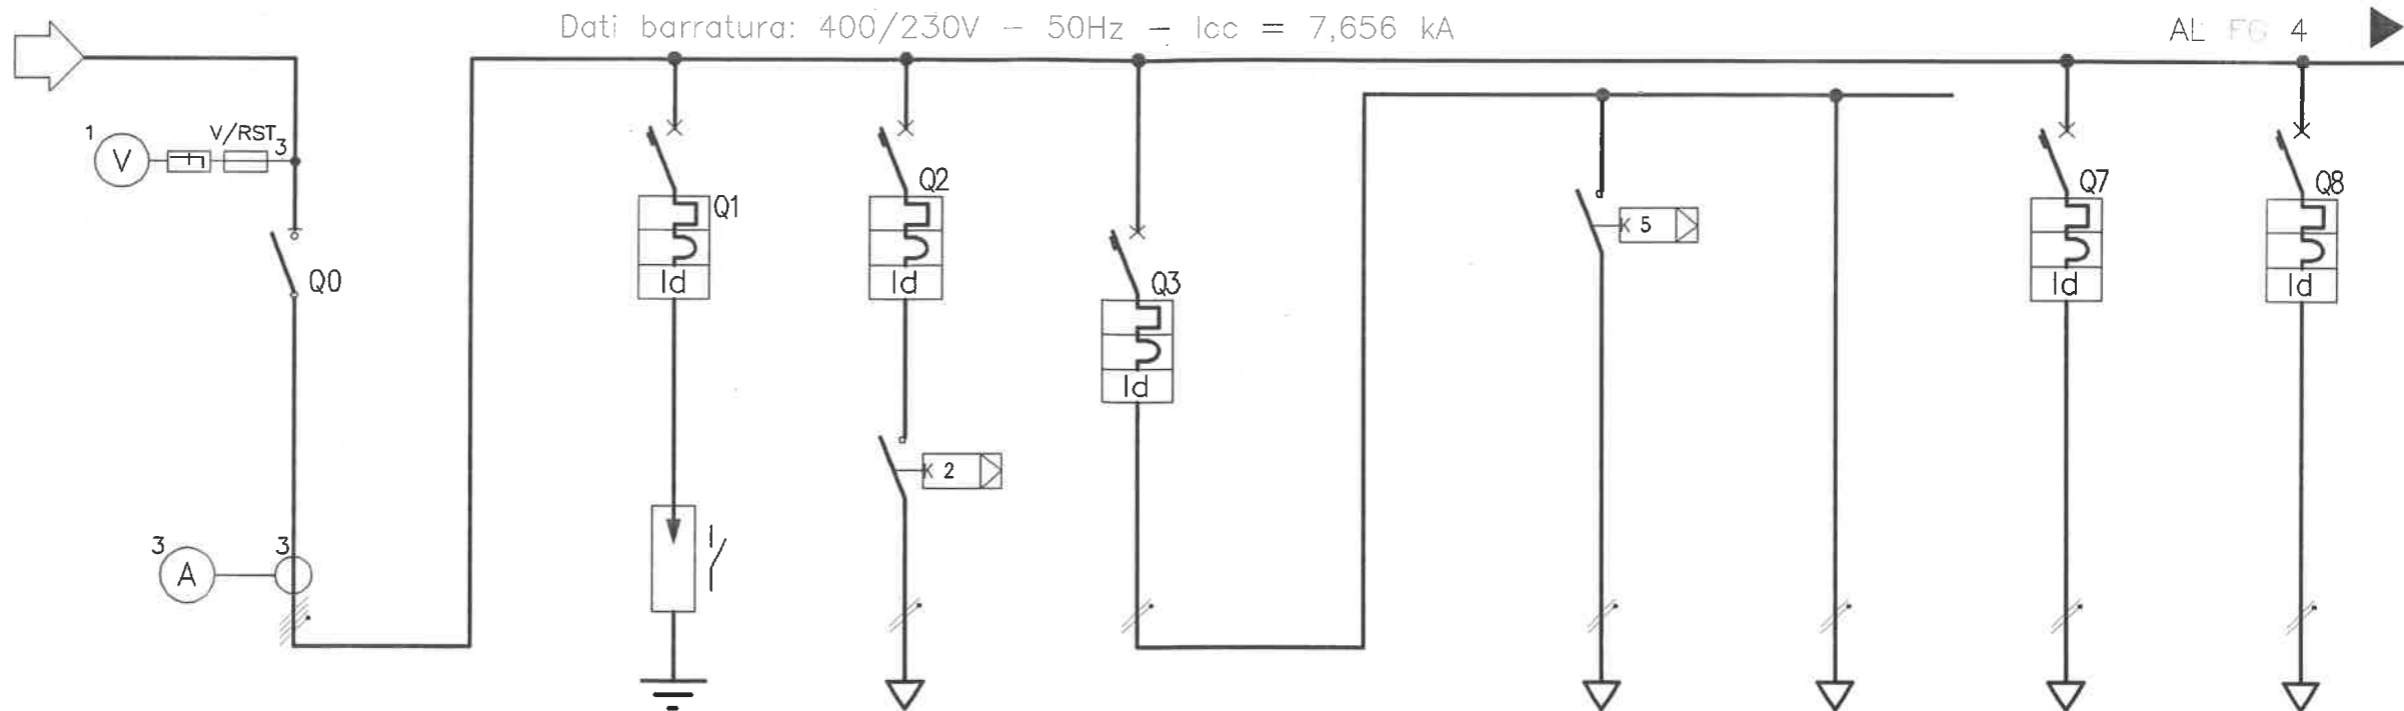 Dati barratura: 400/230V - 50Hz - Icc = 7,656 kA
AL FG 4
1
V/RST
3
V
Q0
3
3
A
Q1
Id
Q2
Id
K 2
Q3
Id
K 5
Q7
Id
Q8
Id